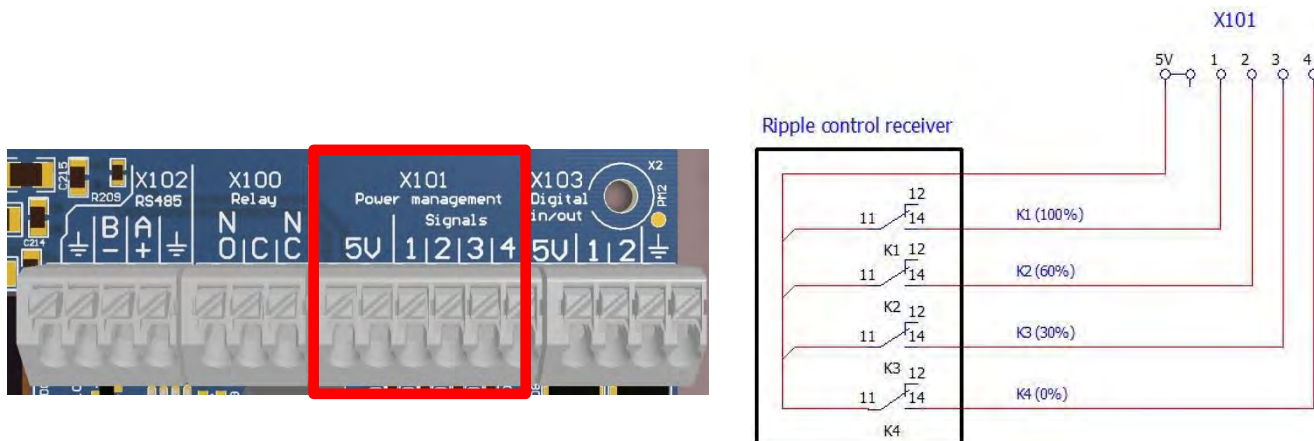 C215
R209
C214
X102
RS485
B
-
A
+
X100
Relay
N
O
C
N
C
X101
Power management
Signals
5V
1
2
3
4
X103
Digital
in/out
5V
1
2
X2
PM2
X101
5V
1
2
3
4
Ripple control receiver
12
11
14
K1 (100%)
K1
12
11
14
K2 (60%)
K2
12
11
14
K3 (30%)
K3
12
11
14
K4 (0%)
K4